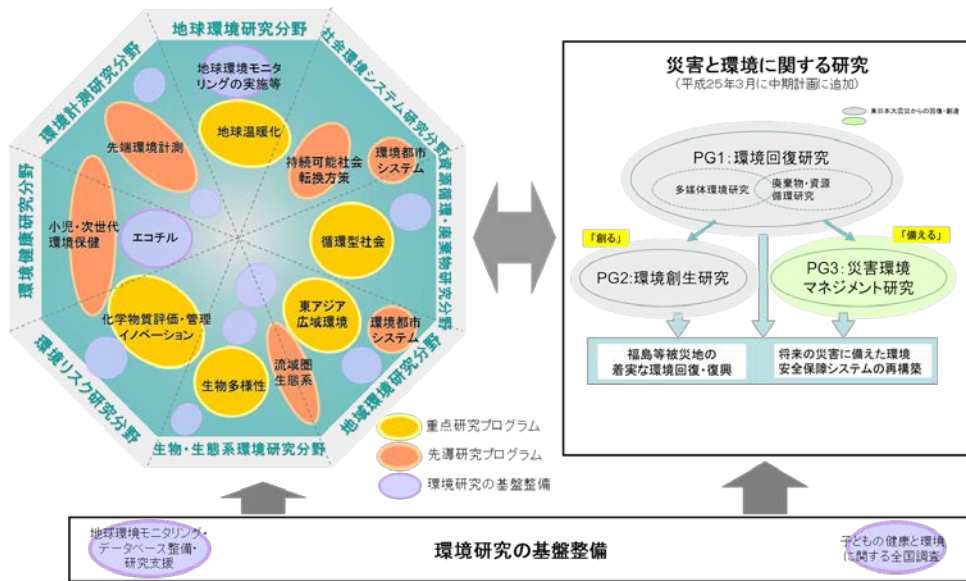 地球環境研究分野
社会環境システム研究分野
資源循環・廃棄物研究分野
地域環境研究分野
生物・生態系環境研究分野
環境リスク研究分野
環境健康研究分野
環境計測研究分野
地球環境モニ
タリングの実施等
地球温暖化
先端環境計測
持続可能社会
転換方策
環境都市
システム
小児・次世代
環境保健
エコチル
循環型社会
化学物質評価・管理
イノベーション
東アジア
広域環境
環境都市
システム
生物多様性
流域圏
生態系
重点研究プログラム
先導研究プログラム
環境研究の基盤整備
災害と環境に関する研究
(平成25年3月に中期計画に追加)
東日本大震災からの回復・創造
PG1:環境回復研究
多媒体環境研究
廃棄物・資源
循環研究
「創る」
「備える」
PG2:環境創生研究
PG3:災害環境
マネジメント研究
福島等被災地の
着実な環境回復・復興
将来の災害に備えた環境
安全保障システムの再構築
地球環境モニタリング・
データベース整備・
研究支援
環境研究の基盤整備
子どもの健康と環境
に関する全国調査